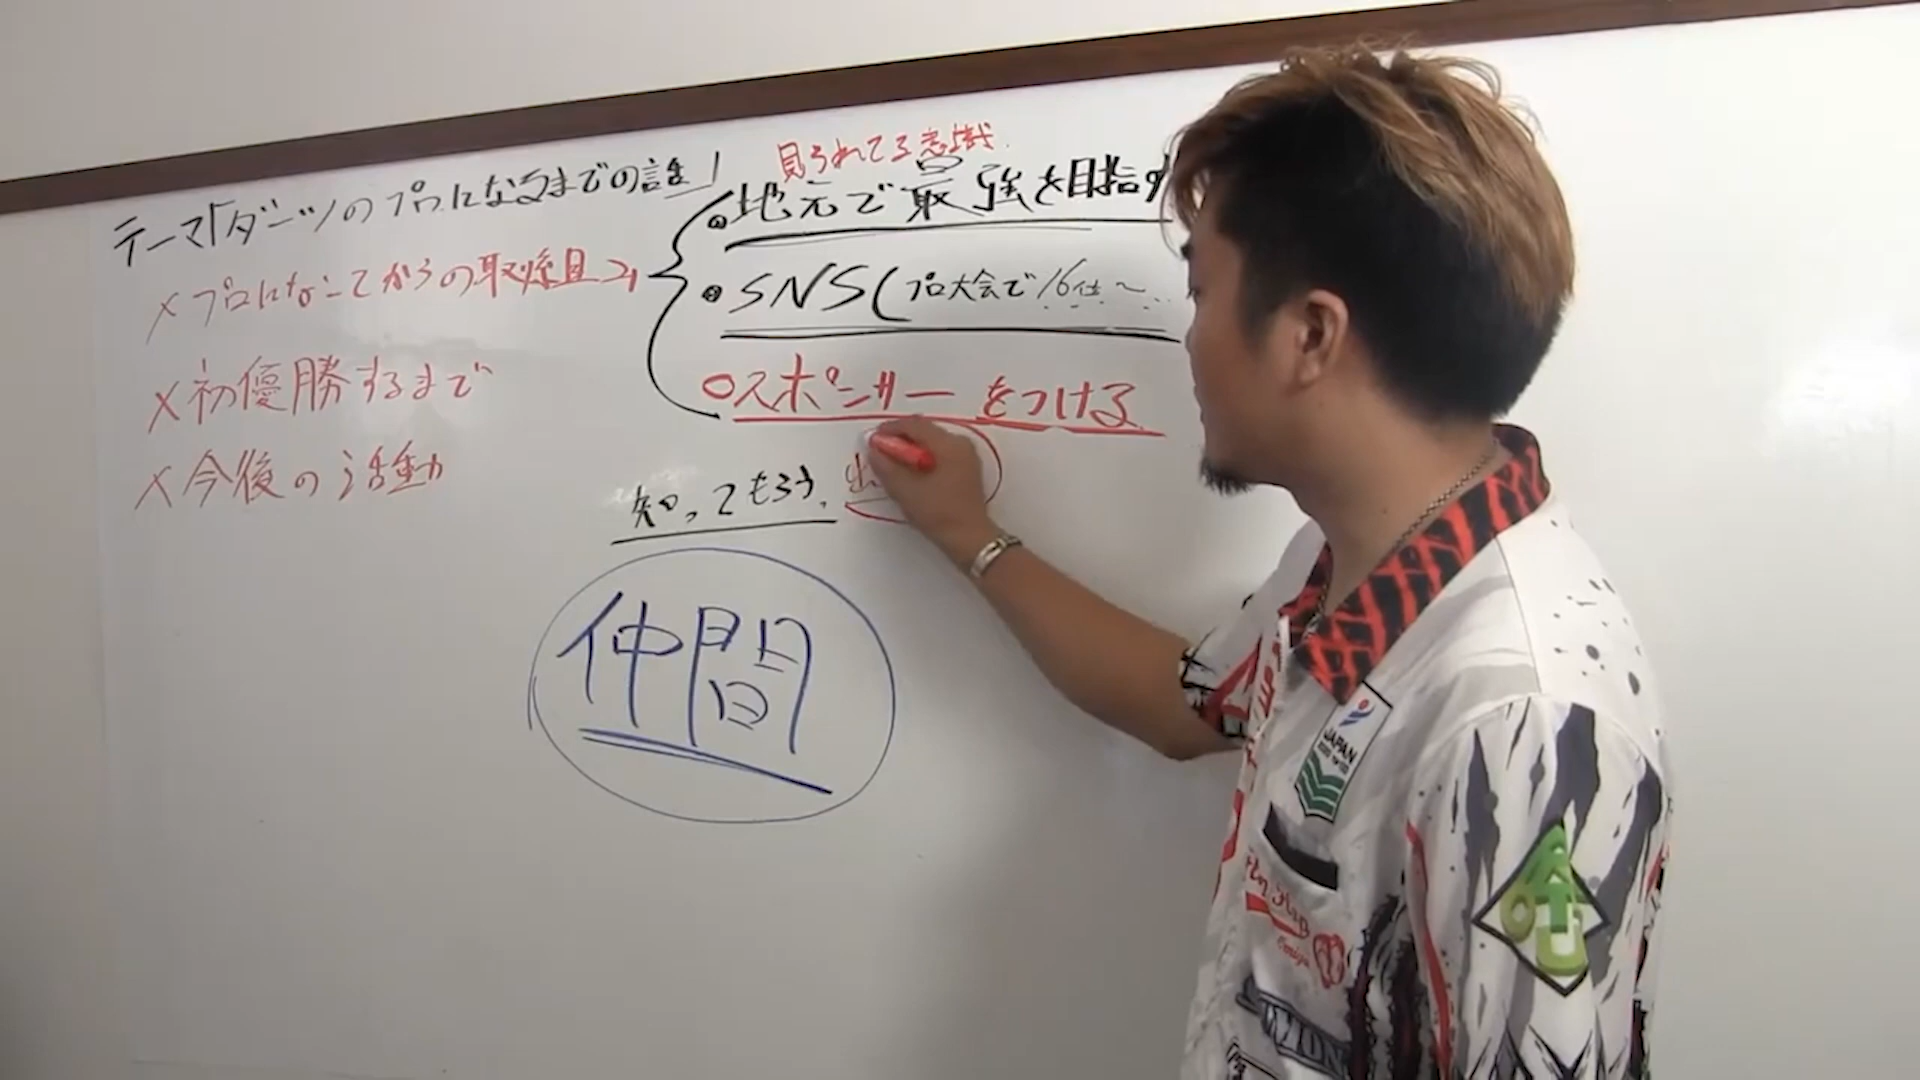 テーマ「ダーツのプロになるまでの話」
×プロになってからの取り組み
×初優勝するまで
×今後の活動
見られてる意識
・地元で最強を目指す
・SNS(プロ大会で16位〜...
○スポンサーをつける
知ってもらう、
出
仲間
JAPAN